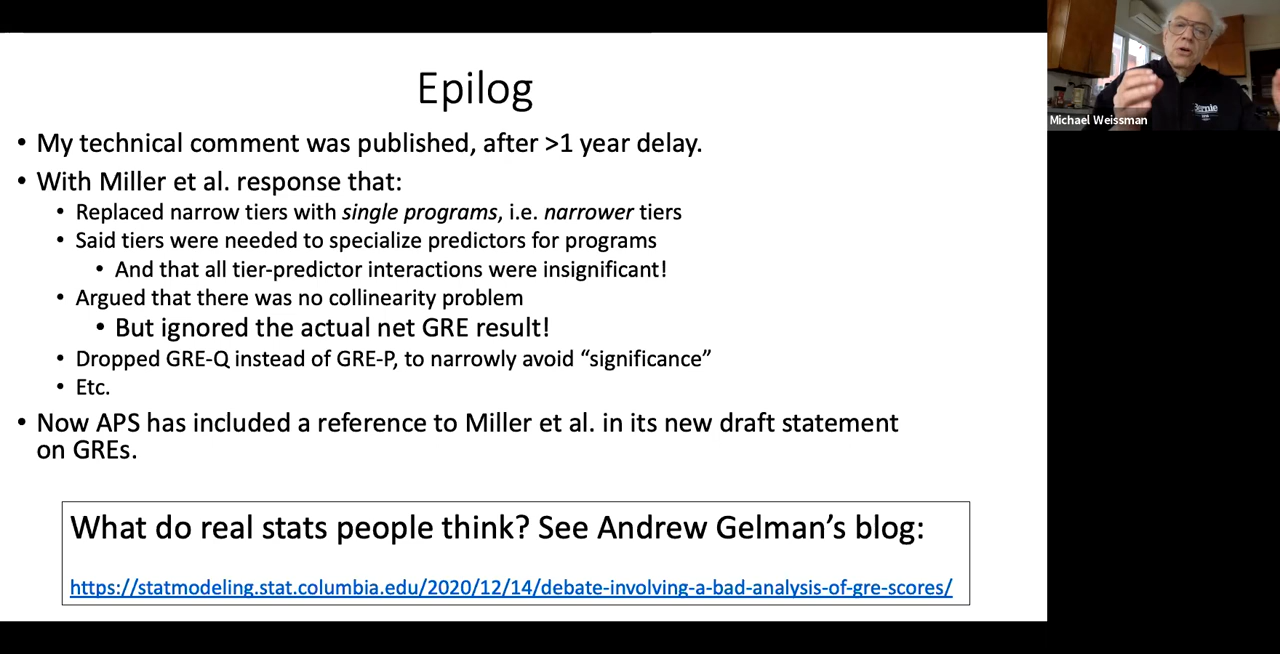 Epilog
• My technical comment was published, after >1 year delay.
• With Miller et al. response that:
• Replaced narrow tiers with single programs, i.e. narrower tiers
• Said tiers were needed to specialize predictors for programs
• And that all tier-predictor interactions were insignificant!
• Argued that there was no collinearity problem
• But ignored the actual net GRE result!
• Dropped GRE-Q instead of GRE-P, to narrowly avoid “significance”
• Etc.
• Now APS has included a reference to Miller et al. in its new draft statement
on GREs.
What do real stats people think? See Andrew Gelman’s blog:
https://statmodeling.stat.columbia.edu/2020/12/14/debate-involving-a-bad-analysis-of-gre-scores/
Bernie
Michael Weissman